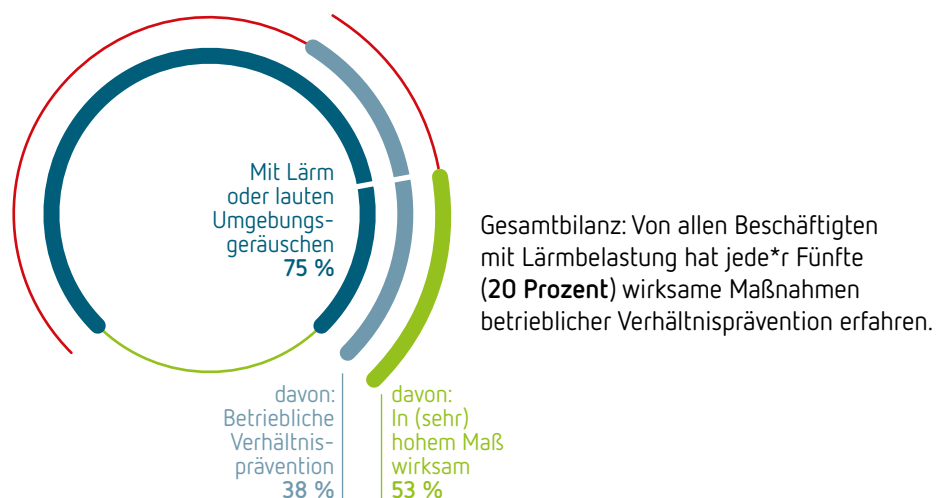 Mit Lärm
oder lauten
Umgebungs-
geräuschen
75 %
Gesamtbilanz: Von allen Beschäftigten
mit Lärmbelastung hat jede*r Fünfte
(20 Prozent) wirksame Maßnahmen
betrieblicher Verhältnisprävention erfahren.
davon:
Betriebliche
Verhältnis-
prävention
38 %
davon:
In (sehr)
hohem Maß
wirksam
53 %